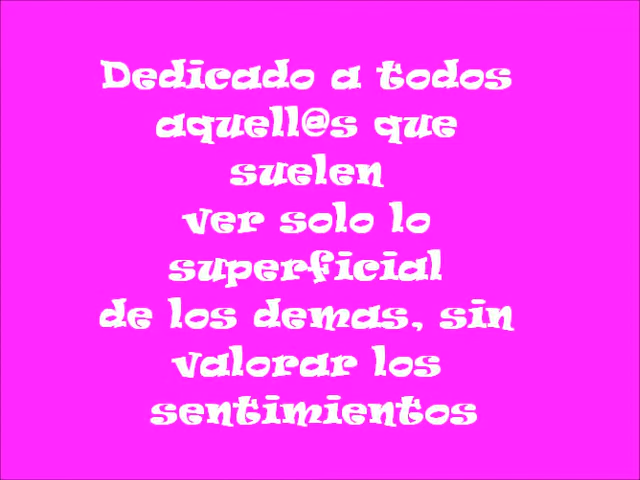 Dedicado a todos
aquell@s que
suelen
ver solo lo
superficial
de los demas, sin
valorar los
sentimientos